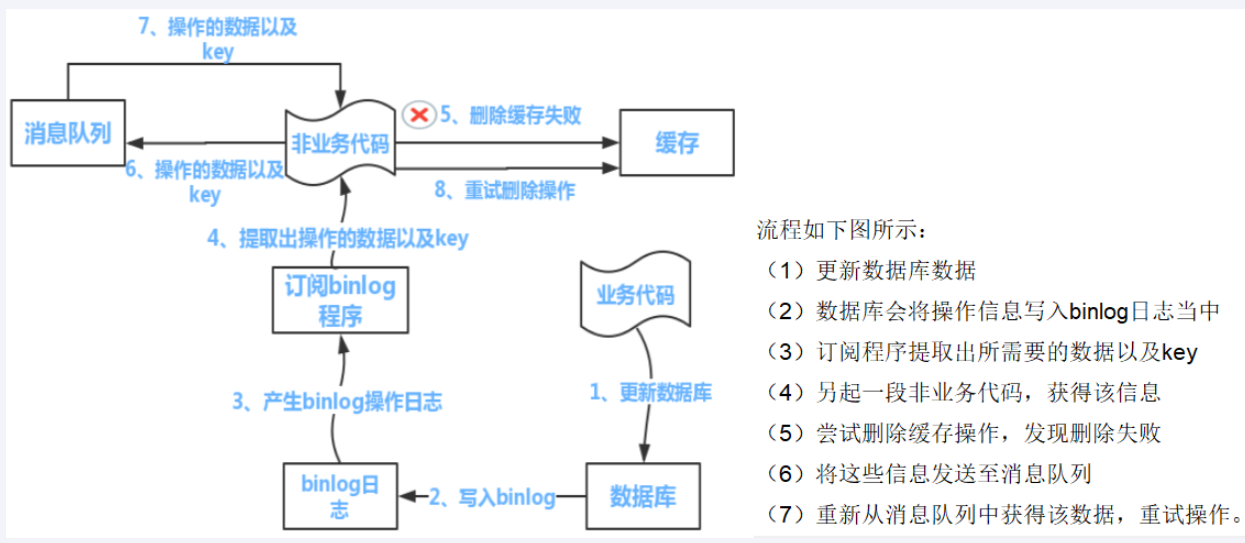 7、操作的数据以及
key
消息队列
非业务代码
5、删除缓存失败
缓存
6、操作的数据以及
key
8、重试删除操作
4、提取出操作的数据以及key
订阅binlog
程序
业务代码
3、产生binlog操作日志
1、更新数据库
binlog日
志
2、写入binlog
数据库
流程如下图所示：
（1）更新数据库数据
（2）数据库会将操作信息写入binlog日志当中
（3）订阅程序提取出所需要的数据以及key
（4）另起一段非业务代码，获得该信息
（5）尝试删除缓存操作，发现删除失败
（6）将这些信息发送至消息队列
（7）重新从消息队列中获得该数据，重试操作。